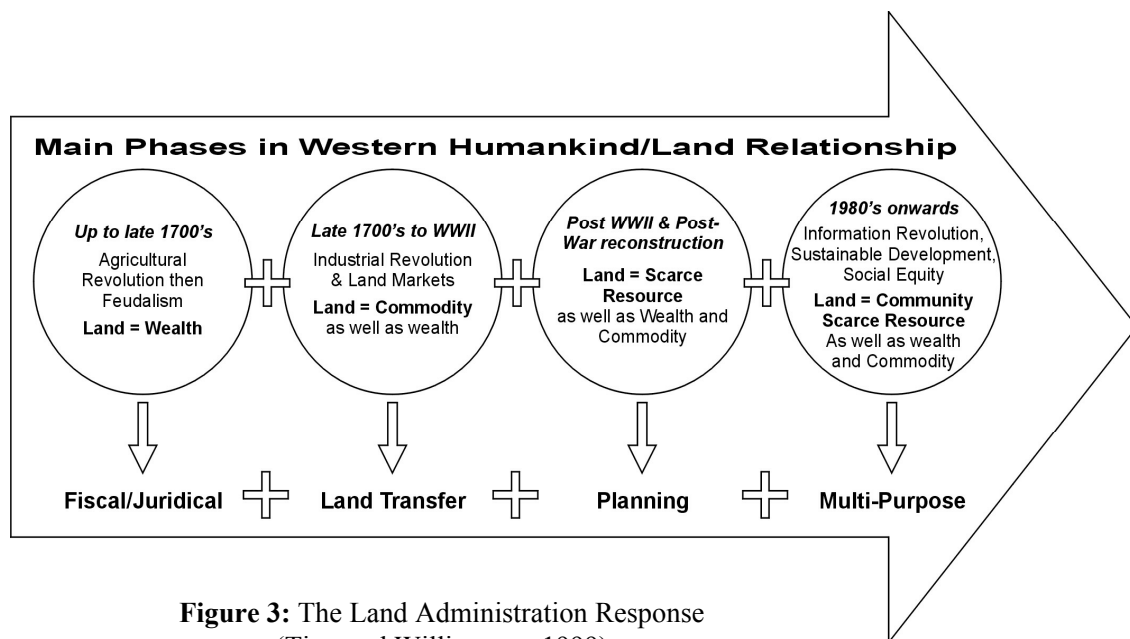 Main Phases in Western Humankind/Land Relationship
Up to late 1700's
Agricultural
Revolution then
Feudalism
Land = Wealth
Late 1700's to WWII
Industrial Revolution
& Land Markets
Land = Commodity
as well as wealth
Post WWII & Post-
War reconstruction
Land = Scarce
Resource
as well as Wealth and
Commodity
1980's onwards
Information Revolution,
Sustainable Development,
Social Equity
Land = Community
Scarce Resource
As well as wealth
and Commodity
Fiscal/Juridical
Land Transfer
Planning
Multi-Purpose
Figure 3: The Land Administration Response